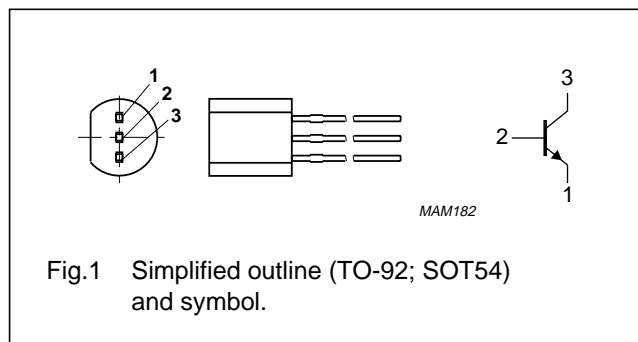 1
2
3
3
2
1
MAM182
Fig.1 Simplified outline (TO-92; SOT54)
and symbol.